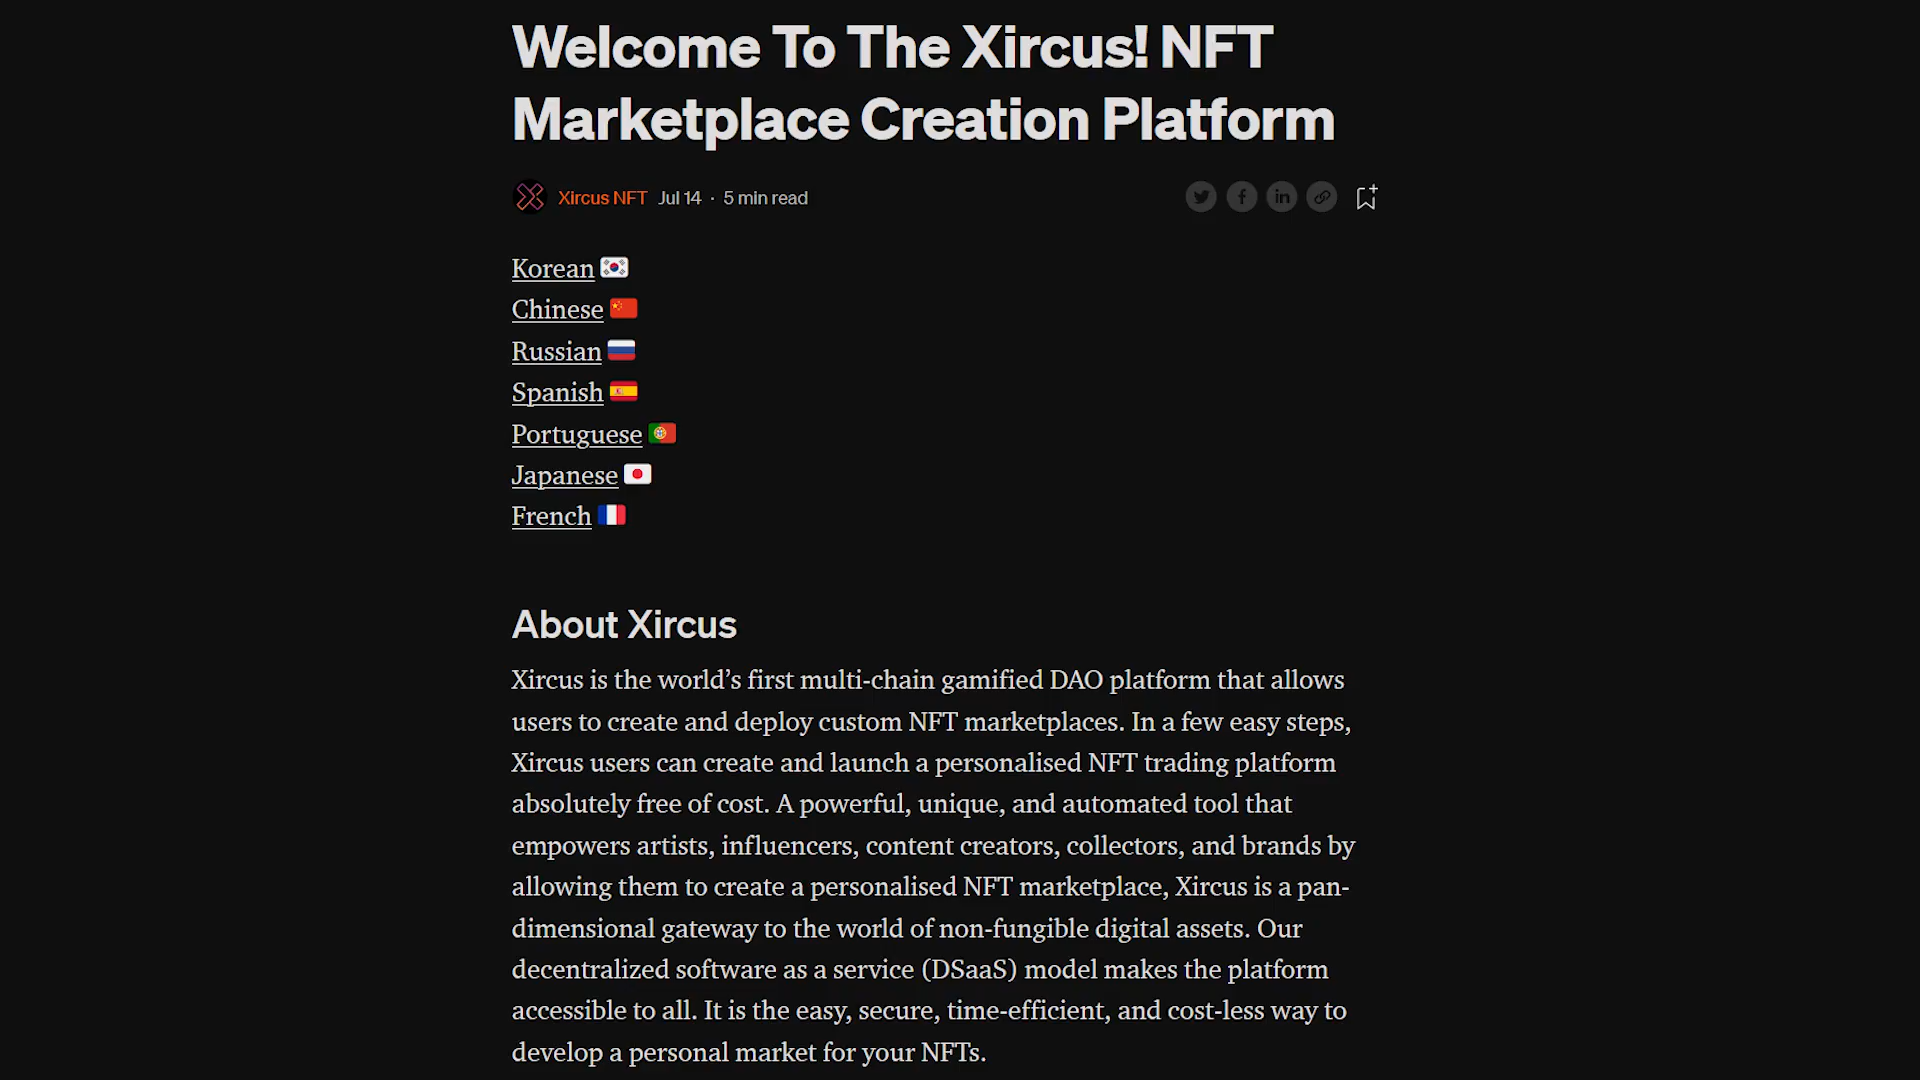 Welcome To The Xircus! NFT
Marketplace Creation Platform
Xircus NFT Jul 14 · 5 min read
Korean
Chinese
Russian
Spanish
Portuguese
Japanese
French
About Xircus
Xircus is the world’s first multi-chain gamified DAO platform that allows
users to create and deploy custom NFT marketplaces. In a few easy steps,
Xircus users can create and launch a personalised NFT trading platform
absolutely free of cost. A powerful, unique, and automated tool that
empowers artists, influencers, content creators, collectors, and brands by
allowing them to create a personalised NFT marketplace, Xircus is a pan-
dimensional gateway to the world of non-fungible digital assets. Our
decentralized software as a service (DSaaS) model makes the platform
accessible to all. It is the easy, secure, time-efficient, and cost-less way to
develop a personal market for your NFTs.